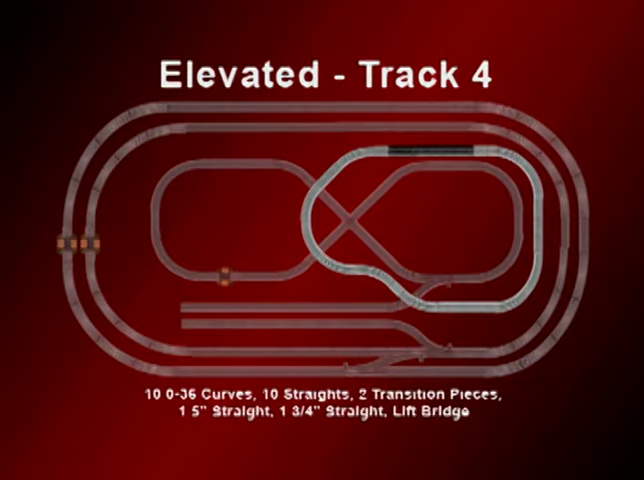 Elevated - Track 4
10 0-36 Curves, 10 Straights, 2 Transition Pieces,
1 5" Straight, 1 3/4" Straight, Lift Bridge